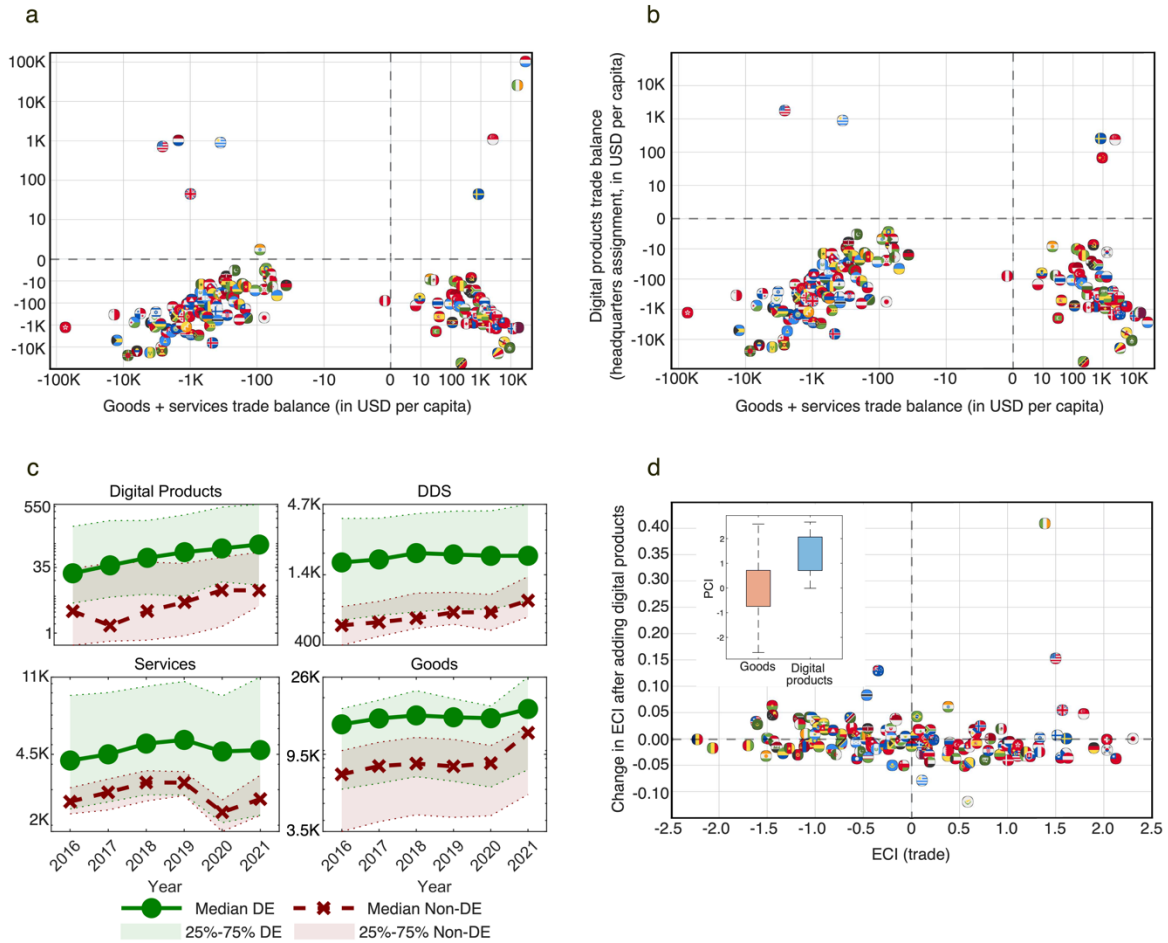 a
100K
10K
1K
100
10
0
-10
-100
-1K
-10K
-100K
-10K
-1K
-100
-10
0
10
100
1K
10K
Goods + services trade balance (in USD per capita)
b
Digital products trade balance
(headquarters assignment, in USD per capita)
10K
1K
100
10
0
-10
-100
-1K
-10K
-100K
-10K
-1K
-100
-10
0
10
100
1K
10K
Goods + services trade balance (in USD per capita)
c
Digital Products
550
35
1
DDS
4.7K
1.4K
400
Services
11K
4.5K
2K
2016
2017
2018
2019
2020
2021
Year
Goods
26K
9.5K
3.5K
2016
2017
2018
2019
2020
2021
Year
Median DE
Median Non-DE
25%-75% DE
25%-75% Non-DE
d
Change in ECI after adding digital products
0.40
0.35
0.30
0.25
0.20
0.15
0.10
0.05
0.00
-0.05
-0.10
PCI
2
1
0
-1
-2
Goods
Digital
products
-2.5
-2.0
-1.5
-1.0
-0.5
0
0.5
1.0
1.5
2.0
2.5
ECI (trade)